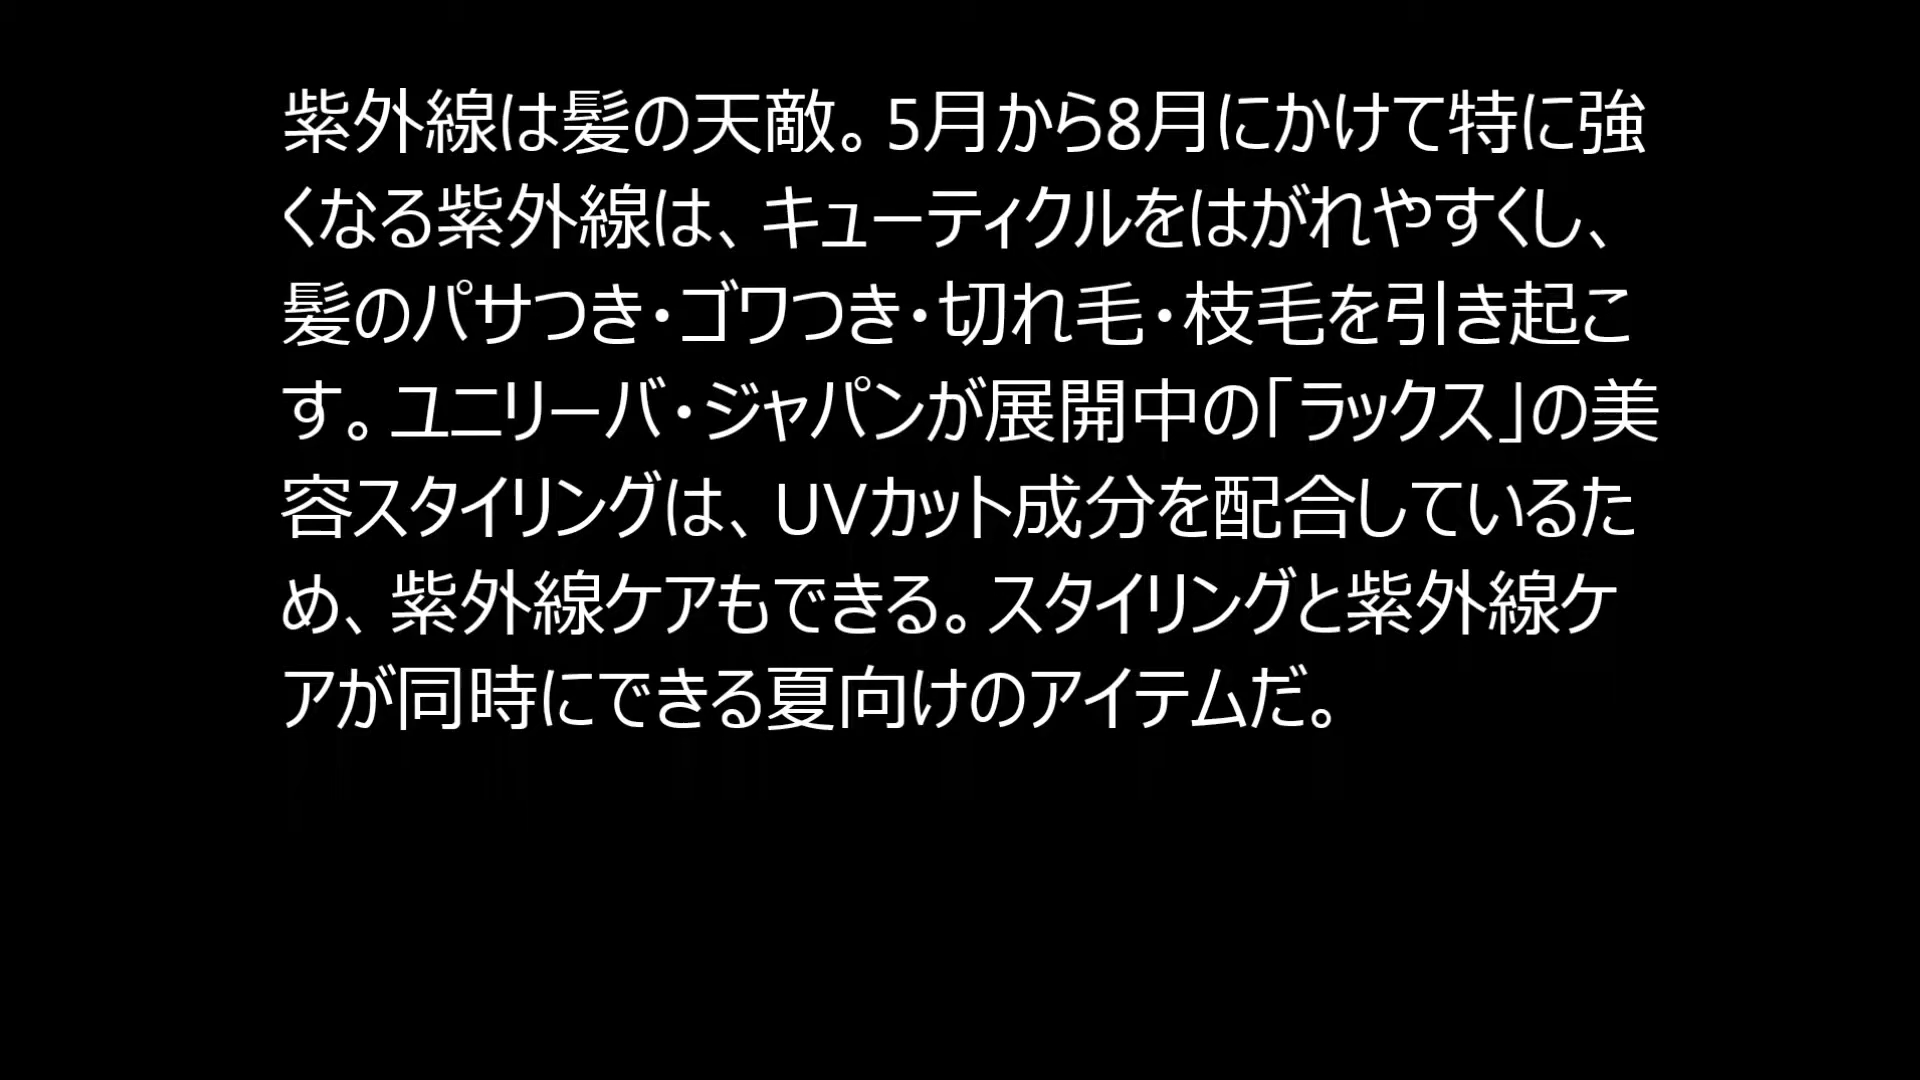 紫外線は髪の天敵。5月から8月にかけて特に強
くなる紫外線は、キューティクルをはがれやすくし、
髪のパサつき・ゴワつき・切れ毛・枝毛を引き起こ
す。ユニリーバ・ジャパンが展開中の「ラックス」の美
容スタイリングは、UVカット成分を配合しているた
め、紫外線ケアもできる。スタイリングと紫外線ケ
アが同時にできる夏向けのアイテムだ。